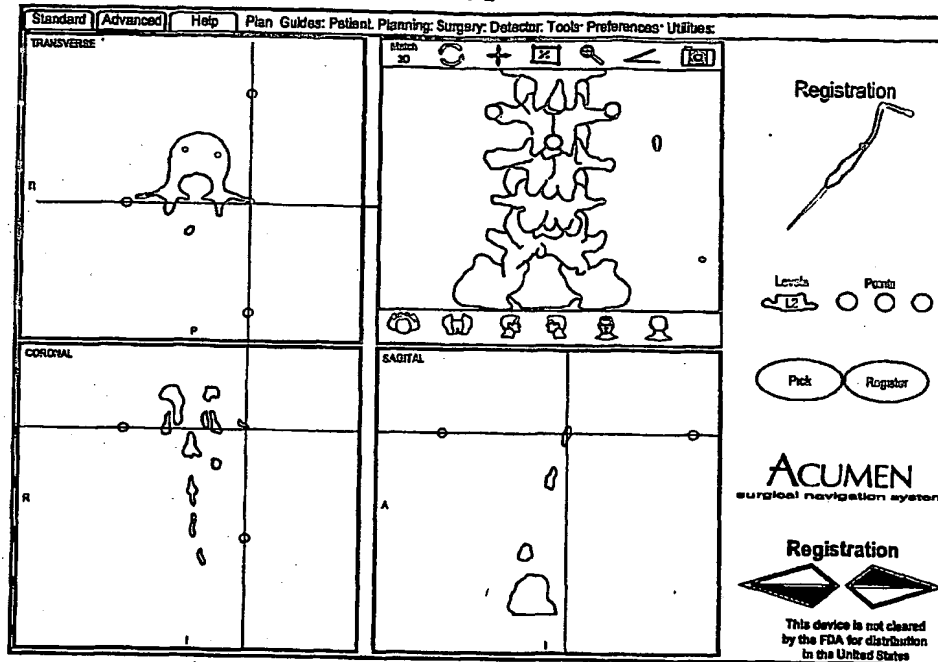 Standard Advanced Help Plan Guides: Patient. Planning: Surgery: Detector. Tools· Preferences· Utilities:
TRANSVERSE
Match
3D
R
P
CORONAL
R
I
SAGITAL
A
I
Registration
Levels Points
L2
Pick Register
ACUMEN
surgical navigation system
Registration
This device is not cleared
by the FDA for distribution
in the United States